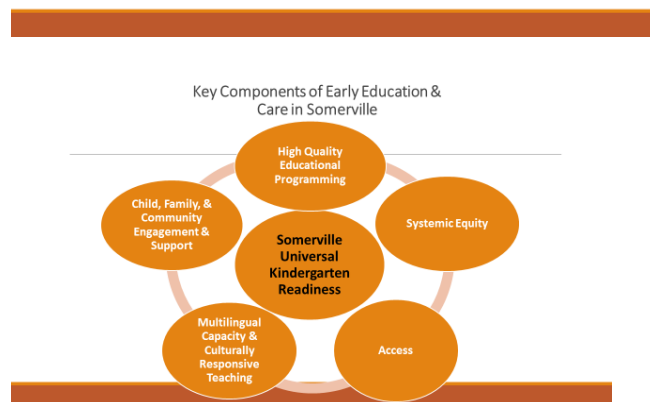 Key Components of Early Education &
Care in Somerville
High Quality
Educational
Programming
Child, Family, &
Community
Engagement &
Support
Systemic Equity
Somerville
Universal
Kindergarten
Readiness
Multilingual
Capacity &
Culturally
Responsive
Teaching
Access